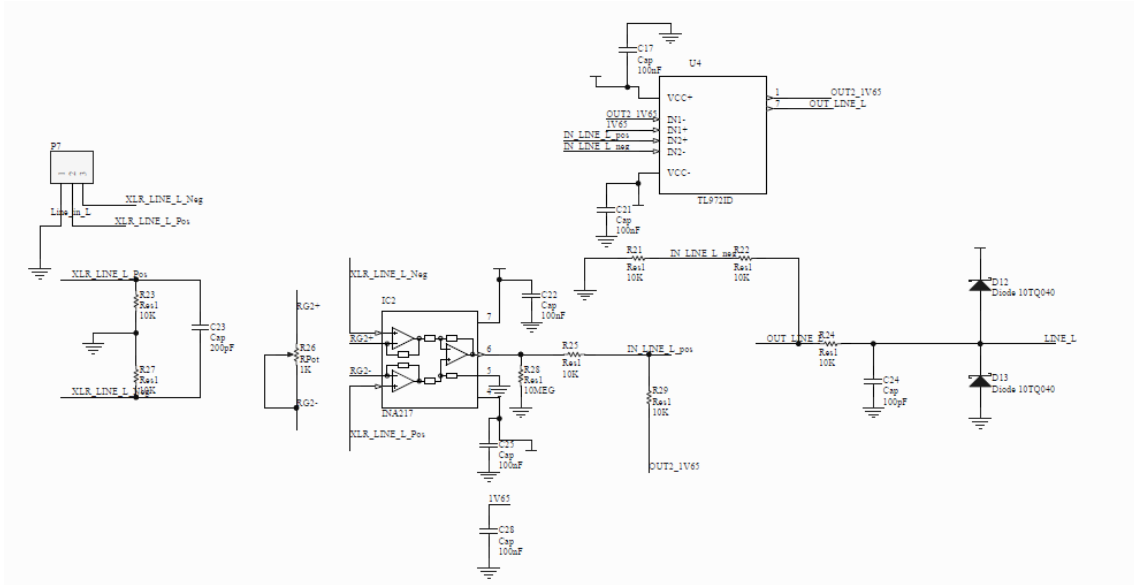 C17
Cap
100nF
U4
VCC+
1
OUT2_1V65
7
OUT_LINE_L
OUT2_1V65
IN1-
1V65
IN1+
IN_LINE_L_pos
IN2+
IN_LINE_L_neg
IN2-
VCC-
TL972ID
C21
Cap
100nF
P7
1 2 3
XLR_LINE_L_Neg
Line_in_L
XLR_LINE_L_Pos
XLR_LINE_L_Pos
R23
Res1
10K
C23
Cap
200pF
R27
Res1
10K
XLR_LINE_L_Neg
RG2+
R26
RPot
1K
RG2-
XLR_LINE_L_Neg
IC2
RG2+
RG2-
INA217
XLR_LINE_L_Pos
7
6
5
4
C22
Cap
100nF
R28
Res1
10MEG
C25
Cap
100nF
1V65
C28
Cap
100nF
R25
Res1
10K
IN_LINE_L_pos
R29
Res1
10K
OUT2_1V65
R21
Res1
10K
IN_LINE_L_neg
R22
Res1
10K
OUT_LINE_L
R24
Res1
10K
C24
Cap
100pF
D12
Diode 10TQ040
LINE_L
D13
Diode 10TQ040